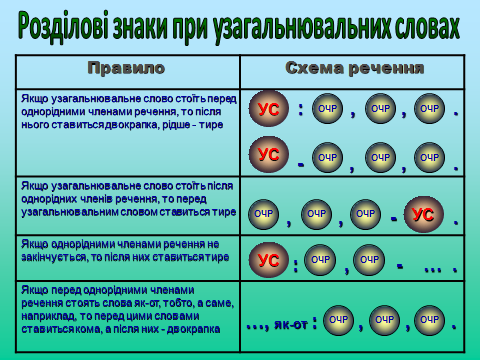 Розділові знаки при узагальнювальних словах
Правило
Схема речення
Якщо узагальнювальне слово стоїть перед
однорідними членами речення, то після
нього ставиться двокрапка, рідше - тире
УС : ОЧР , ОЧР , ОЧР .
УС - ОЧР , ОЧР , ОЧР .
Якщо узагальнювальне слово стоїть після
однорідних членів речення, то перед
узагальнювальним словом ставиться тире
ОЧР , ОЧР , ОЧР - УС .
Якщо однорідними членами речення не
закінчується, то після них ставиться тире
УС : ОЧР , ОЧР - ... .
Якщо перед однорідними членами
речення стоять слова як-от, тобто, а саме,
наприклад, то перед цими словами
ставиться кома, а після них - двокрапка
..., як-от : ОЧР , ОЧР , ОЧР .